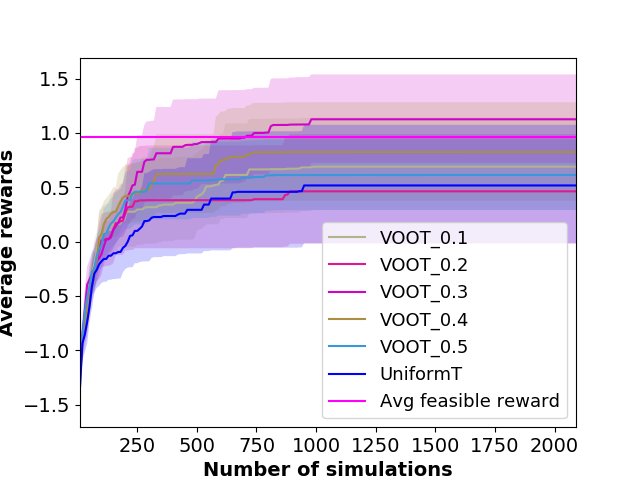 1.5
1.0
0.5
0.0
−0.5
−1.0
−1.5
Average rewards
VOOT_0.1
VOOT_0.2
VOOT_0.3
VOOT_0.4
VOOT_0.5
UniformT
Avg feasible reward
250 500 750 1000 1250 1500 1750 2000
Number of simulations